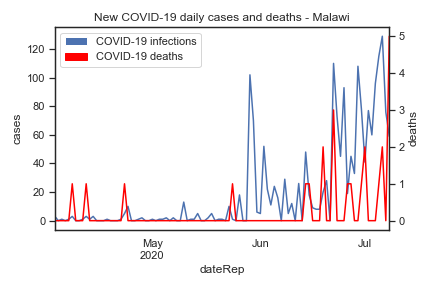 New COVID-19 daily cases and deaths - Malawi
COVID-19 infections
COVID-19 deaths
120
100
80
60
40
20
0
cases
5
4
3
2
1
0
deaths
May
2020
Jun
Jul
dateRep